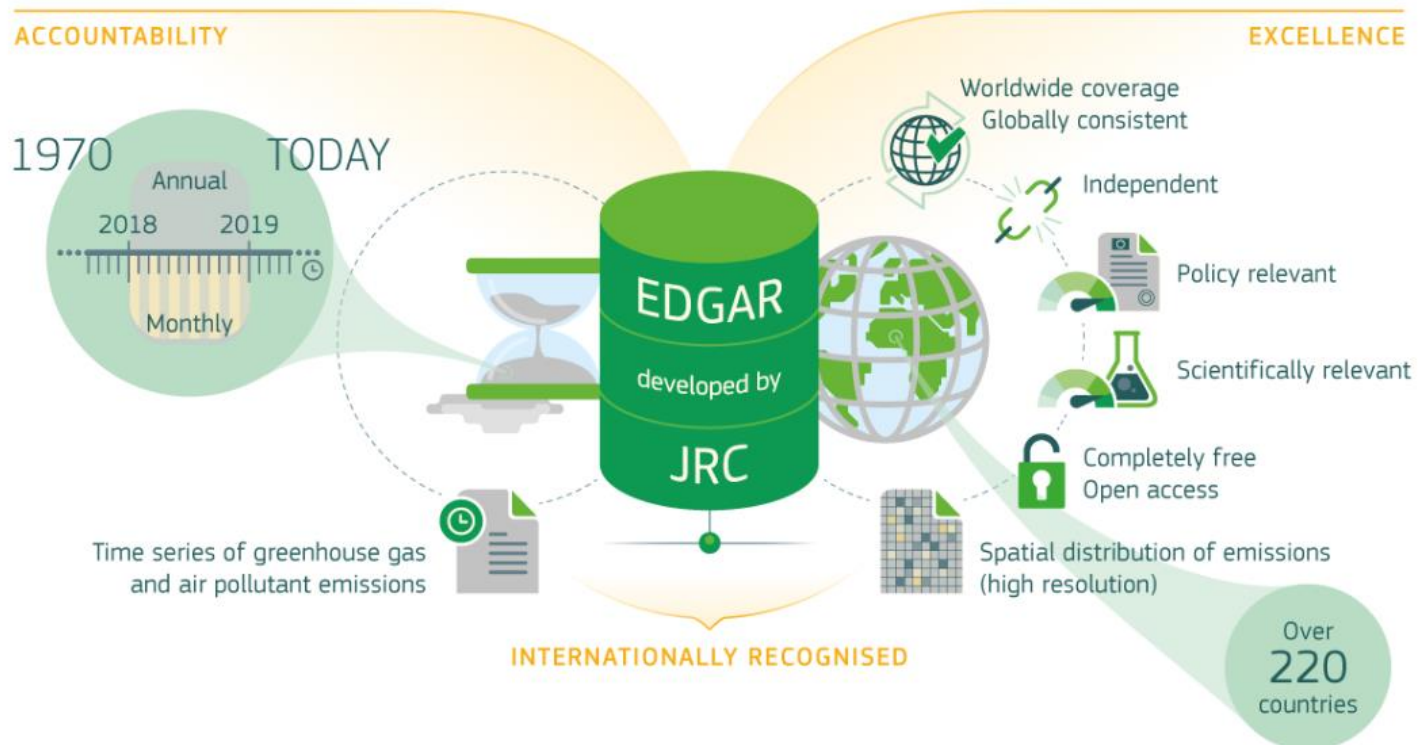 ACCOUNTABILITY
EXCELLENCE
1970
TODAY
Annual
2018
2019
Monthly
Time series of greenhouse gas
and air pollutant emissions
EDGAR
developed by
JRC
Worldwide coverage
Globally consistent
Independent
Policy relevant
Scientifically relevant
Completely free
Open access
Spatial distribution of emissions
(high resolution)
INTERNATIONALLY RECOGNISED
Over
220
countries